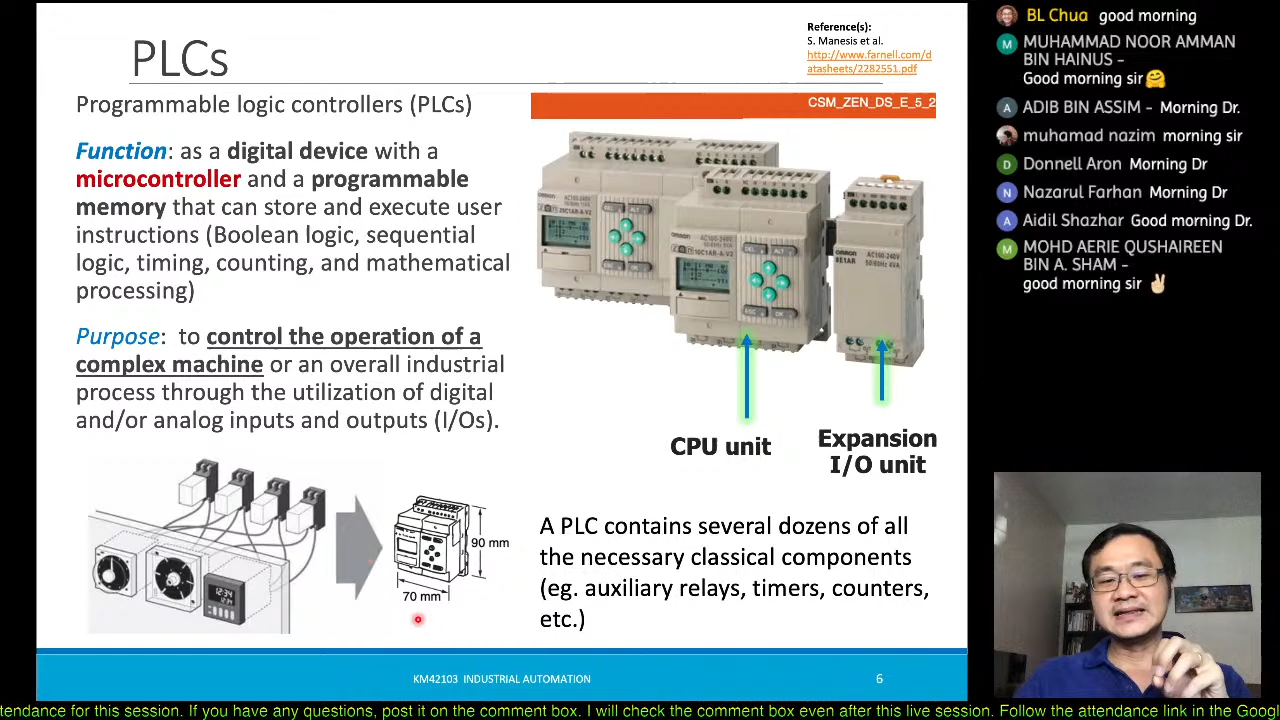 PLCs
Reference(s):
S. Manesis et al.
http://www.farnell.com/d
atasheets/2282551.pdf
Programmable logic controllers (PLCs)
Function: as a digital device with a
microcontroller and a programmable
memory that can store and execute user
instructions (Boolean logic, sequential
logic, timing, counting, and mathematical
processing)
Purpose: to control the operation of a
complex machine or an overall industrial
process through the utilization of digital
and/or analog inputs and outputs (I/Os).
CSM_ZEN_DS_E_5_2
CPU unit
Expansion
I/O unit
90 mm
70 mm
A PLC contains several dozens of all
the necessary classical components
(eg. auxiliary relays, timers, counters,
etc.)
KM42103 INDUSTRIAL AUTOMATION
6
BL Chua good morning
MUHAMMAD NOOR AMMAN
BIN HAINUS -
Good morning sir🤗
ADIB BIN ASSIM - Morning Dr.
muhamad nazim morning sir
Donnell Aron Morning Dr
Nazarul Farhan Morning Dr
Aidil Shazhar Good morning Dr.
MOHD AERIE QUSHAIREEN
BIN A. SHAM -
good morning sir ✌🏻
tendance for this session. If you have any questions, post it on the comment box. I will check the comment box even after this live session. Follow the attendance link in the Googl